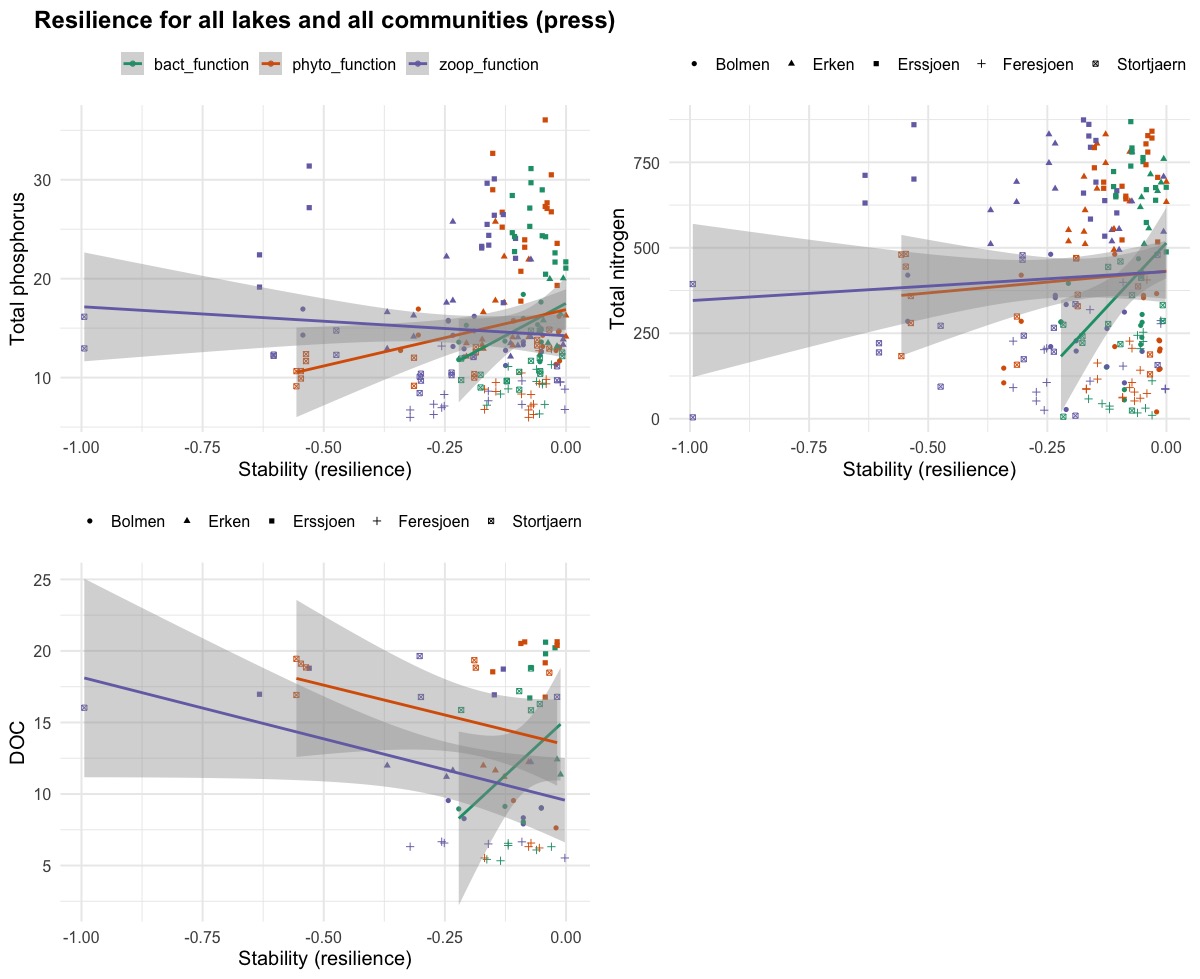 Resilience for all lakes and all communities (press)
bact_function phyto_function zoop_function
Bolmen Erken Erssjoen Feresjoen Stortjaern
Total phosphorus
30
20
10
-1.00 -0.75 -0.50 -0.25 0.00
Stability (resilience)
Total nitrogen
750
500
250
0
-1.00 -0.75 -0.50 -0.25 0.00
Stability (resilience)
Bolmen Erken Erssjoen Feresjoen Stortjaern
DOC
25
20
15
10
5
-1.00 -0.75 -0.50 -0.25 0.00
Stability (resilience)